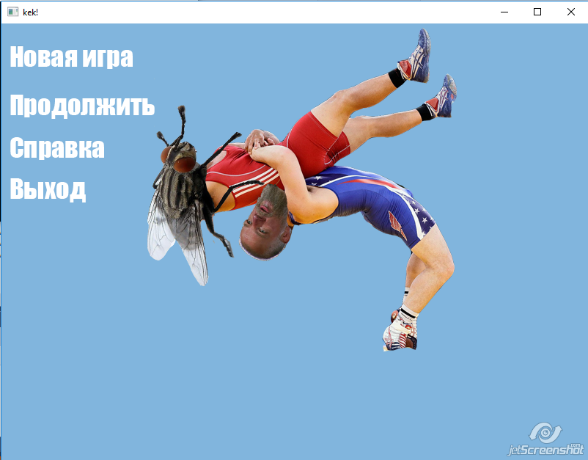 kek!
Новая игра
Продолжить
Справка
Выход
jetScreenshot